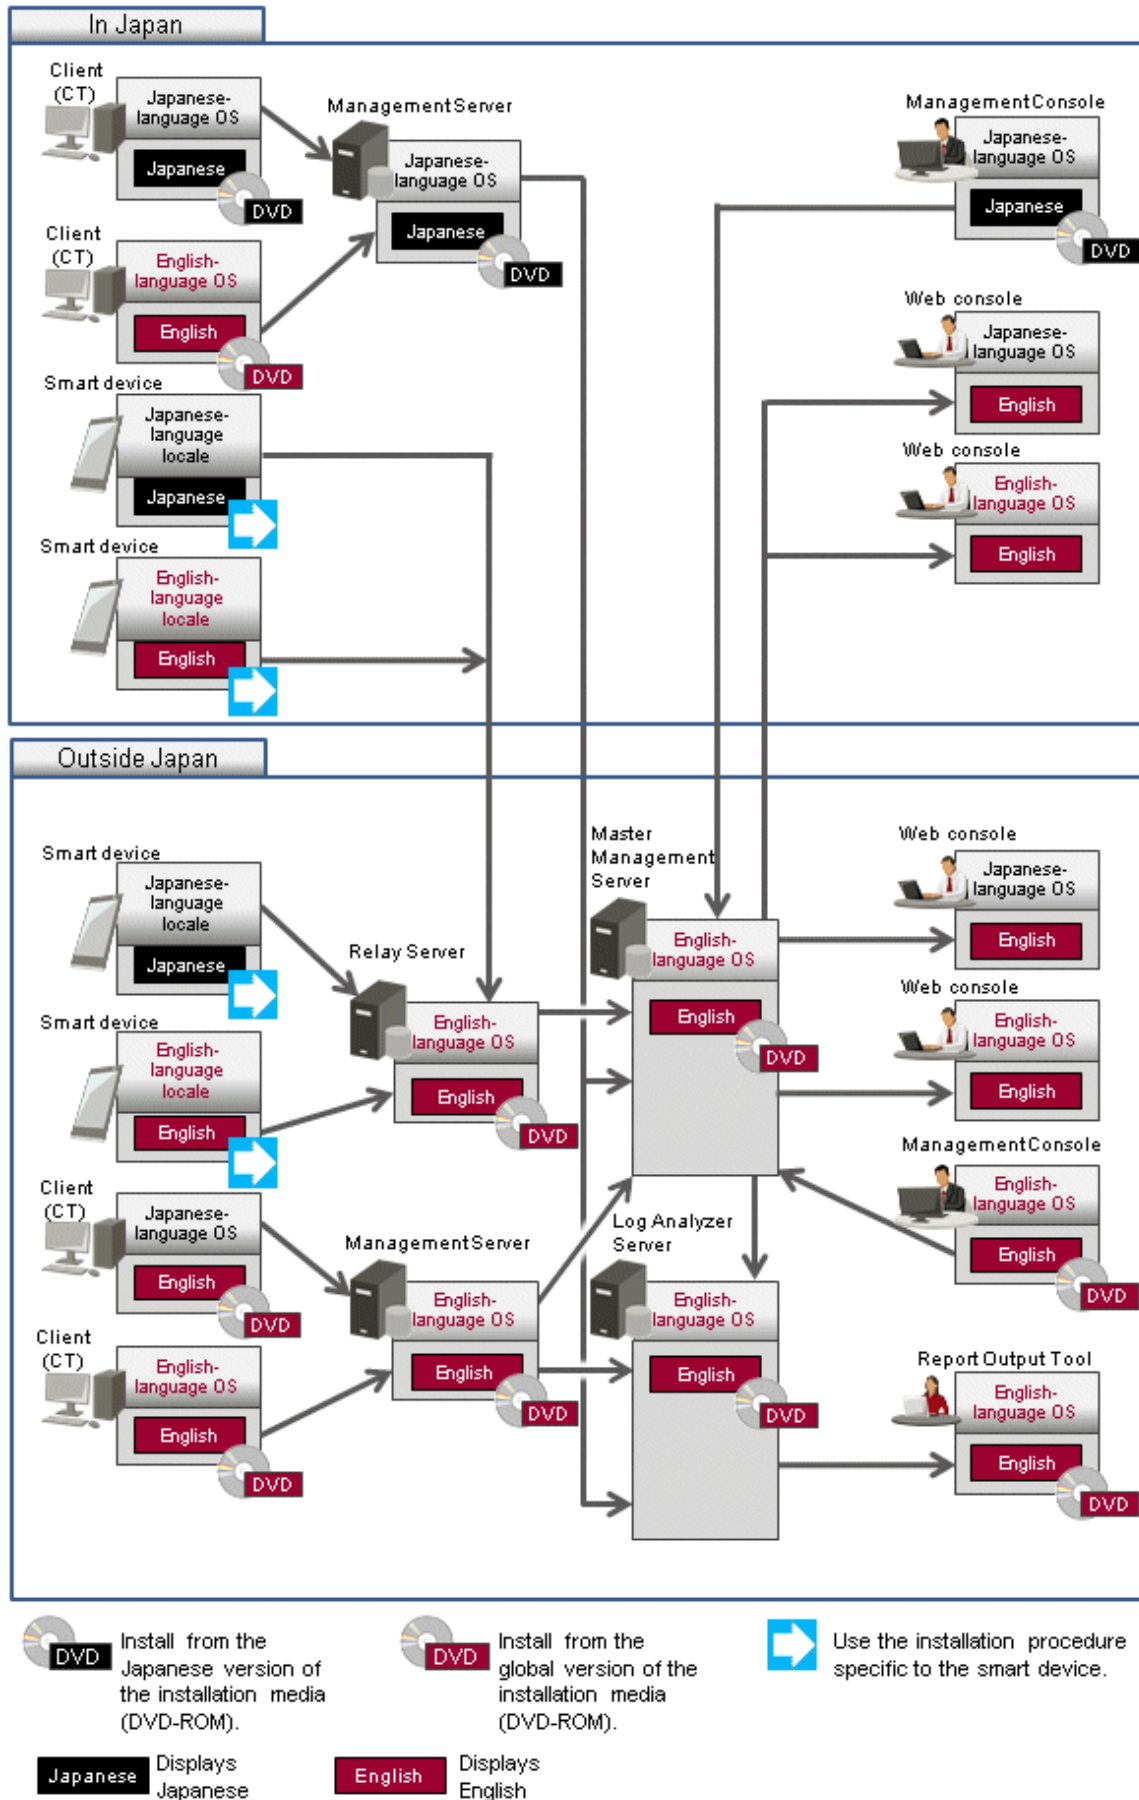 In Japan
Client
(CT)
Japanese-
language OS
Japanese
DVD
Management Server
Japanese-
language OS
Japanese
DVD
Management Console
Japanese-
language OS
Japanese
DVD
Client
(CT)
English-
language OS
English
DVD
Web console
Japanese-
language OS
English
Smart device
Japanese-
language
locale
Japanese
Web console
English-
language OS
English
Smart device
English-
language
locale
English
Outside Japan
Smart device
Japanese-
language
locale
Japanese
Relay Server
English-
language OS
English
DVD
Master
Management
Server
English-
language OS
English
DVD
Web console
Japanese-
language OS
English
Smart device
English-
language
locale
English
Web console
English-
language OS
English
Client
(CT)
Japanese-
language OS
English
DVD
Management Server
English-
language OS
English
DVD
Log Analyzer
Server
English-
language OS
English
DVD
Management Console
English-
language OS
English
DVD
Client
(CT)
English-
language OS
English
DVD
Report Output Tool
English-
language OS
English
DVD
DVD
Install from the
Japanese version of
the installation media
(DVD-ROM).
DVD
Install from the
global version of the
installation media
(DVD-ROM).
Use the installation procedure
specific to the smart device.
Japanese
Displays
Japanese
English
Displays
English